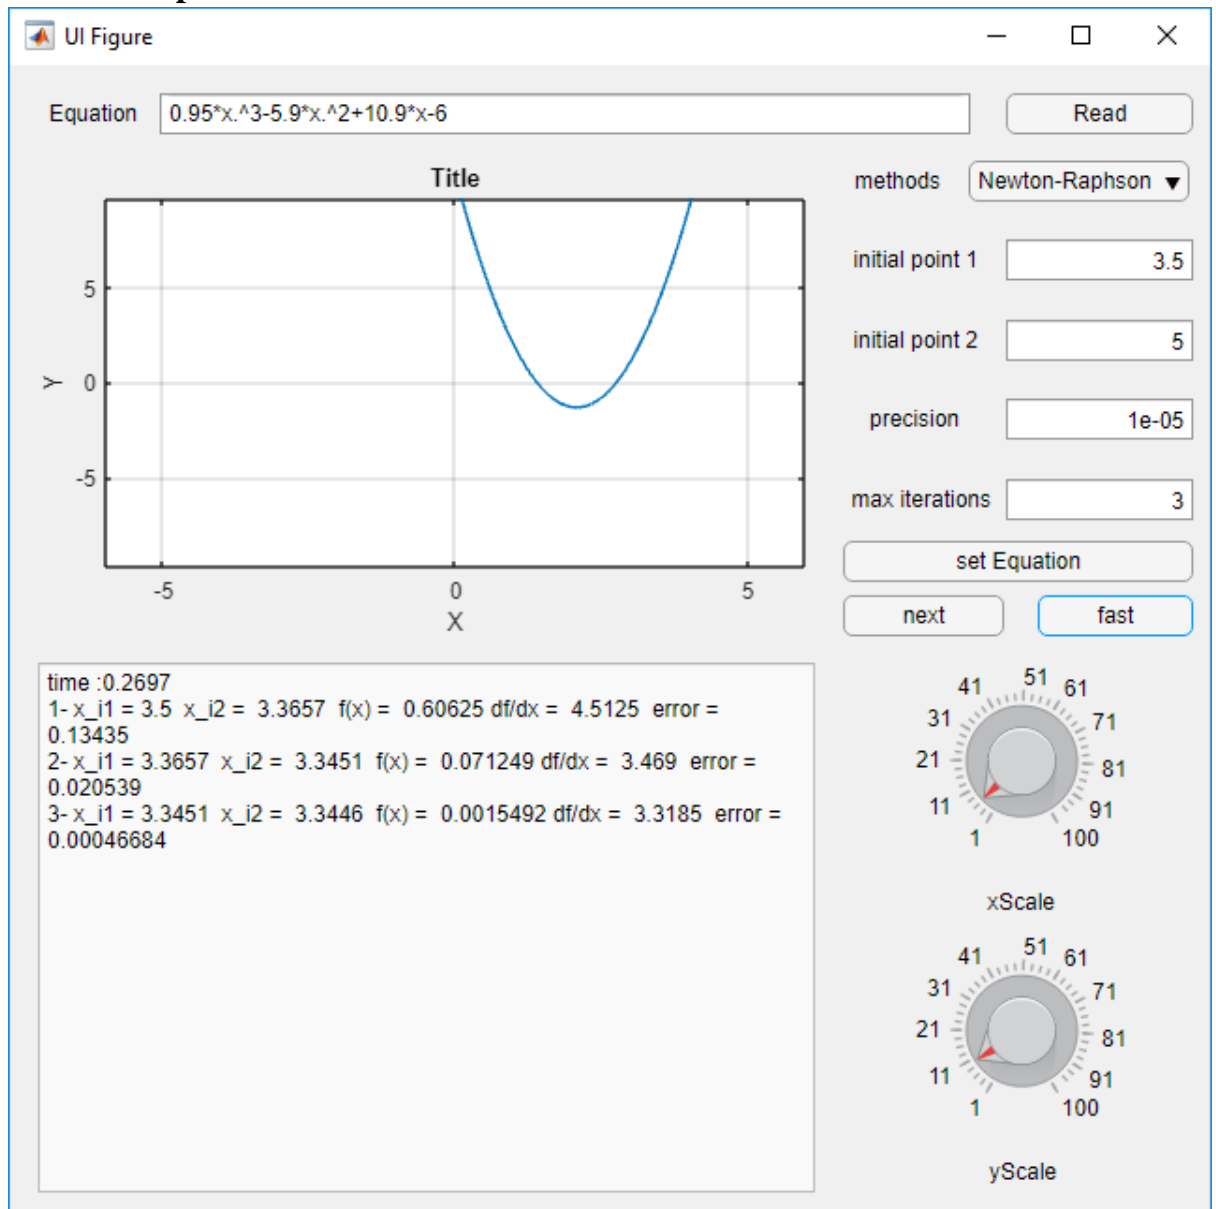 UI Figure
Equation 0.95*x.^3-5.9*x.^2+10.9*x-6 Read
Title
methods Newton-Raphson
initial point 1 3.5
5
initial point 2 5
Y 0
precision 1e-05
-5
max iterations 3
set Equation
-5 0 5
X
next fast
time :0.2697
1- x_i1 = 3.5 x_i2 = 3.3657 f(x) = 0.60625 df/dx = 4.5125 error =
0.13435
2- x_i1 = 3.3657 x_i2 = 3.3451 f(x) = 0.071249 df/dx = 3.469 error =
0.020539
3- x_i1 = 3.3451 x_i2 = 3.3446 f(x) = 0.0015492 df/dx = 3.3185 error =
0.00046684
51
41 61
31 71
21 81
11 91
1 100
xScale
51
41 61
31 71
21 81
11 91
1 100
yScale